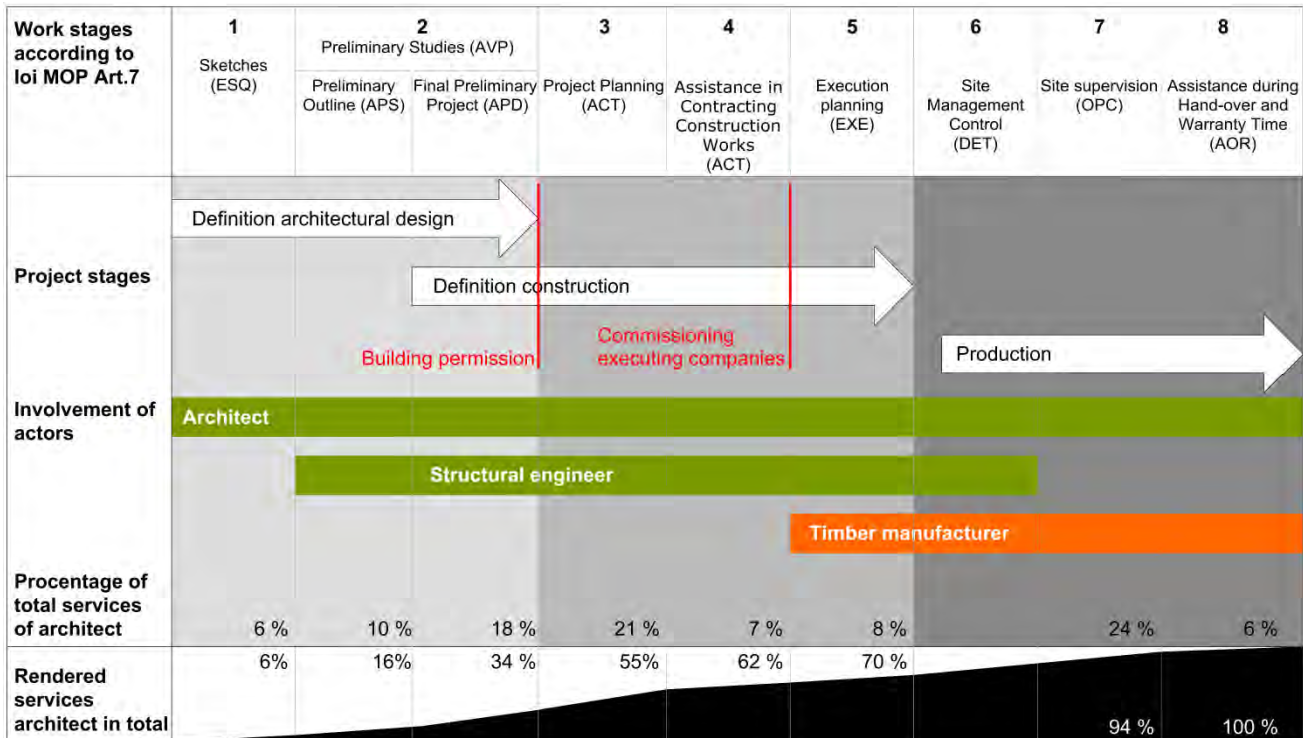 Work stages
according to
loi MOP Art.7
1
Sketches
(ESQ)
2
Preliminary Studies (AVP)
Preliminary
Outline (APS)
Final Preliminary
Project (APD)
3
Project Planning
(ACT)
4
Assistance in
Contracting
Construction
Works
(ACT)
5
Execution
planning
(EXE)
6
Site
Management
Control
(DET)
7
Site supervision
(OPC)
8
Assistance during
Hand-over and
Warranty Time
(AOR)
Project stages
Definition architectural design
Definition construction
Building permission
Commissioning
executing companies
Production
Involvement of
actors
Architect
Structural engineer
Timber manufacturer
Procentage of
total services
of architect
6 % 10 % 18 % 21 % 7 % 8 % 24 % 6 %
Rendered
services
architect in total
6% 16% 34 % 55% 62 % 70 % 94 % 100 %